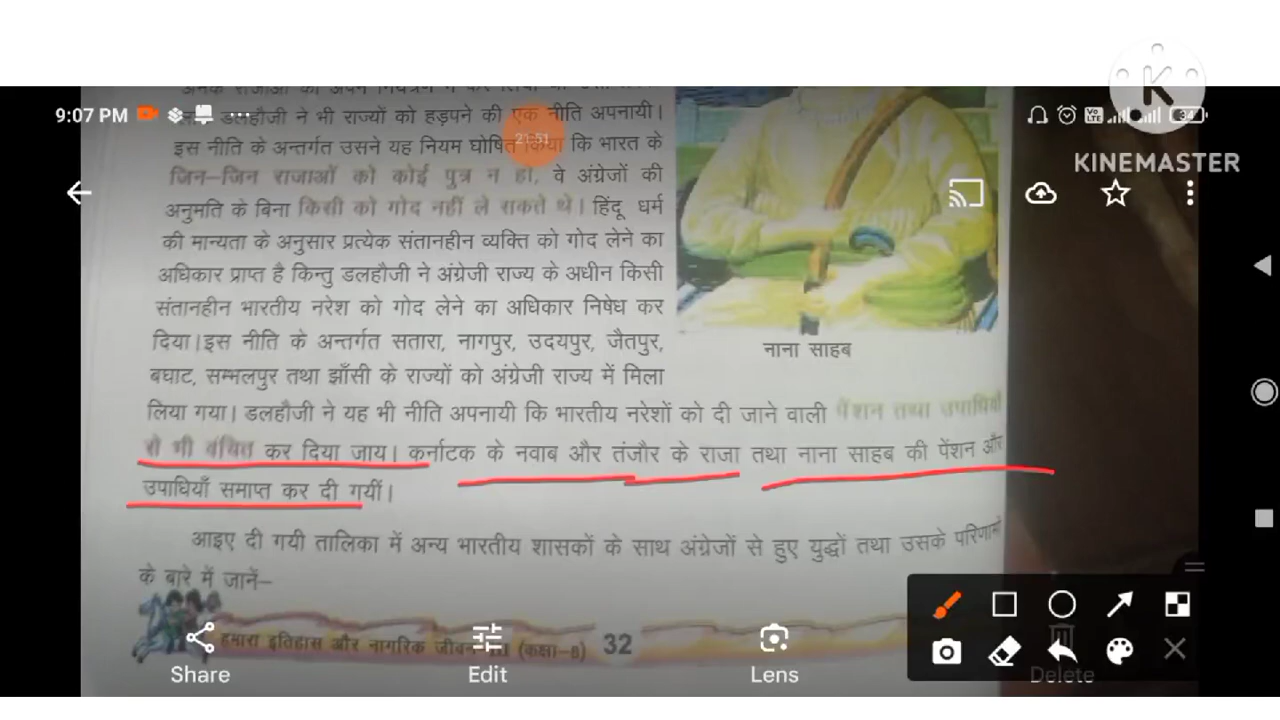 9:07 PM
KINEMASTER
डलहौजी ने भी राज्यों को हड़पने की एक नीति अपनायी।
21:51
इस नीति के अन्तर्गत उसने यह नियम घोषित किया कि भारत के
जिन-जिन राजाओं को कोई पुत्र न हो, वे अंग्रेजों की
अनुमति के बिना किसी को गोद नहीं ले सकते थे। हिंदू धर्म
की मान्यता के अनुसार प्रत्येक संतानहीन व्यक्ति को गोद लेने का
अधिकार प्राप्त है किन्तु डलहौजी ने अंग्रेजी राज्य के अधीन किसी
संतानहीन भारतीय नरेश को गोद लेने का अधिकार निषेध कर
दिया।इस नीति के अन्तर्गत सतारा, नागपुर, उदयपुर, जैतपुर,
नाना साहब
बघाट, सम्भलपुर तथा झाँसी के राज्यों को अंग्रेजी राज्य में मिला
लिया गया। डलहौजी ने यह भी नीति अपनायी कि भारतीय नरेशों को दी जाने वाली पेंशन तथा उपाधियों
से भी वंचित कर दिया जाय। कर्नाटक के नवाब और तंजौर के राजा तथा नाना साहब की पेंशन और
उपाधियाँ समाप्त कर दी गयीं।
आइए दी गयी तालिका में अन्य भारतीय शासकों के साथ अंग्रेजों से हुए युद्धों तथा उसके परिणामों
के बारे में जानें-
हमारा इतिहास और नागरिक जीवन (कक्षा-8) 32
Share
Edit
Lens
Delete